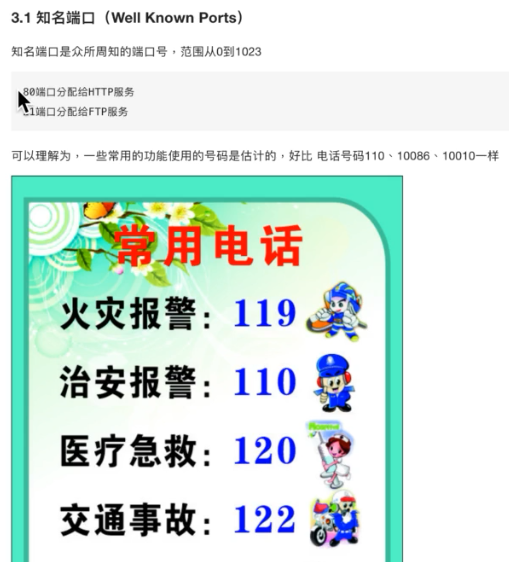 3.1 知名端口（Well Known Ports）
知名端口是众所周知的端口号，范围从0到1023
80端口分配给HTTP服务
21端口分配给FTP服务
可以理解为，一些常用的功能使用的号码是估计的，好比 电话号码110、10086、10010一样
常用电话
火灾报警：119
治安报警：110
医疗急救：120
交通事故：122